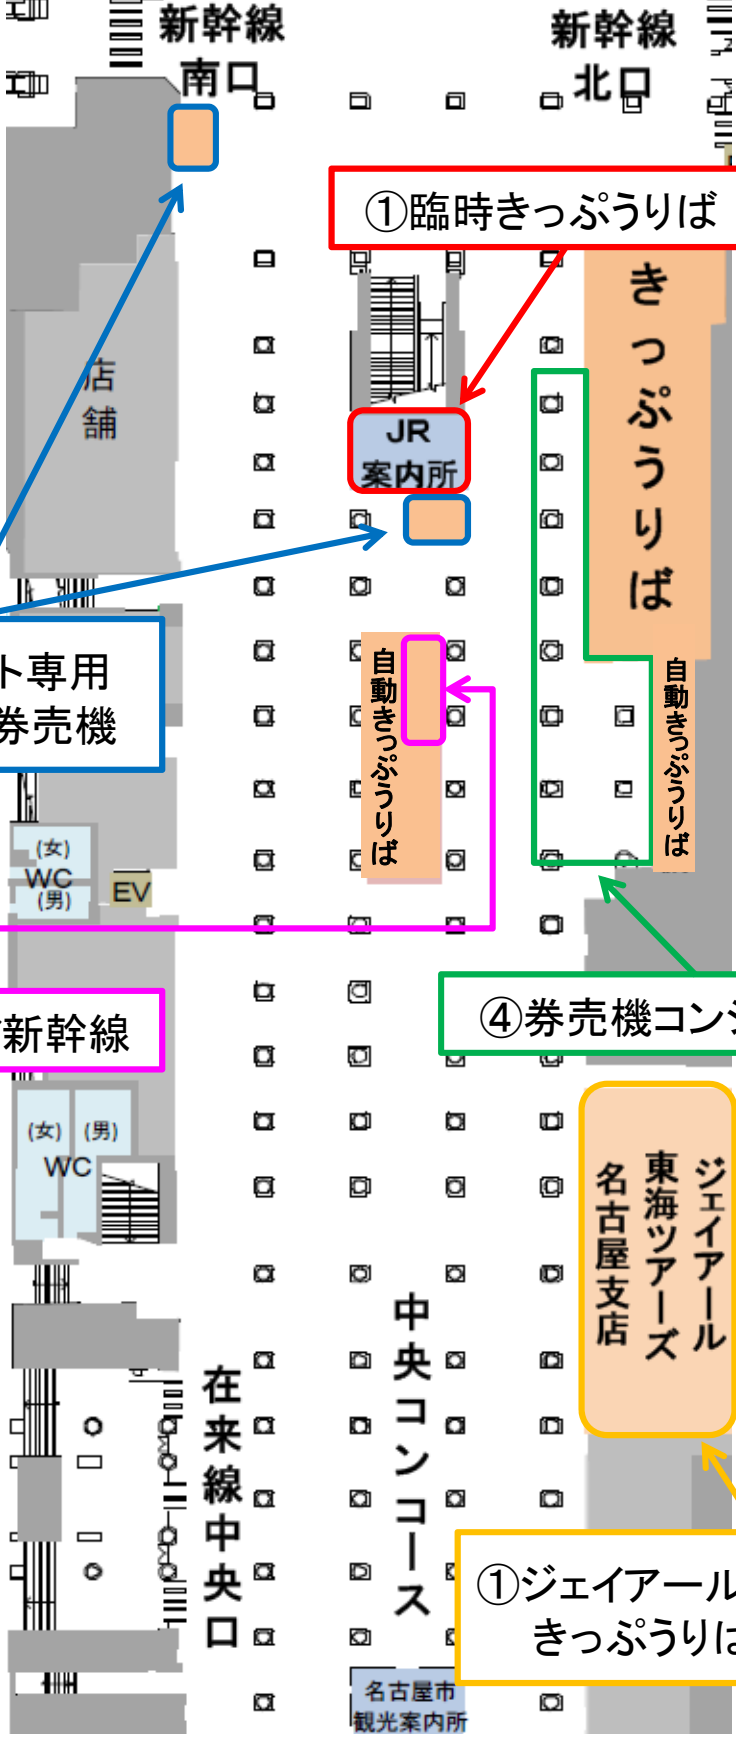 新幹線
南口
新幹線
北口
①臨時きっぷうりば
きっぷうりば
店
舗
JR
案内所
ト専用
券売機
自動きっぷうりば
自動きっぷうりば
(女)
WC
(男)
EV
新幹線
④券売機コン
(女) (男)
WC
ジェイアール
東海ツアーズ
名古屋支店
中央コンコース
在来線中央口
①ジェイアール
きっぷうりば
名古屋市
観光案内所